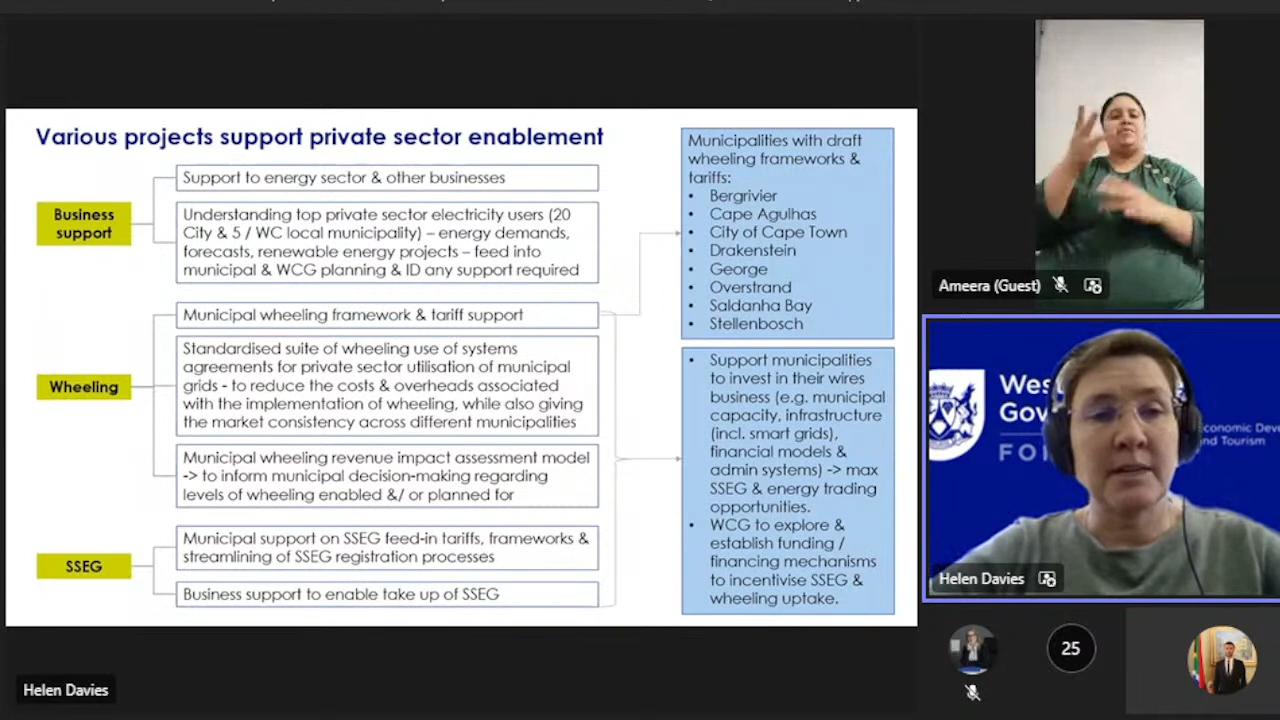 Various projects support private sector enablement
Business
support
Support to energy sector & other businesses
Understanding top private sector electricity users (20
City & 5 / WC local municipality) – energy demands,
forecasts, renewable energy projects – feed into
municipal & WCG planning & ID any support required
Wheeling
Municipal wheeling framework & tariff support
Standardised suite of wheeling use of systems
agreements for private sector utilisation of municipal
grids - to reduce the costs & overheads associated
with the implementation of wheeling, while also giving
the market consistency across different municipalities
Municipal wheeling revenue impact assessment model
-> to inform municipal decision-making regarding
levels of wheeling enabled &/ or planned for
SSEG
Municipal support on SSEG feed-in tariffs, frameworks &
streamlining of SSEG registration processes
Business support to enable take up of SSEG
Municipalities with draft
wheeling frameworks &
tariffs:
• Bergrivier
• Cape Agulhas
• City of Cape Town
• Drakenstein
• George
• Overstrand
• Saldanha Bay
• Stellenbosch
• Support municipalities
to invest in their wires
business (e.g. municipal
capacity, infrastructure
(incl. smart grids),
financial models &
admin systems) -> max
SSEG & energy trading
opportunities.
• WCG to explore &
establish funding /
financing mechanisms
to incentivise SSEG &
wheeling uptake.
Ameera (Guest)
West
Gov
FO
conomic Deve
nd Tourism
Helen Davies
25
Helen Davies